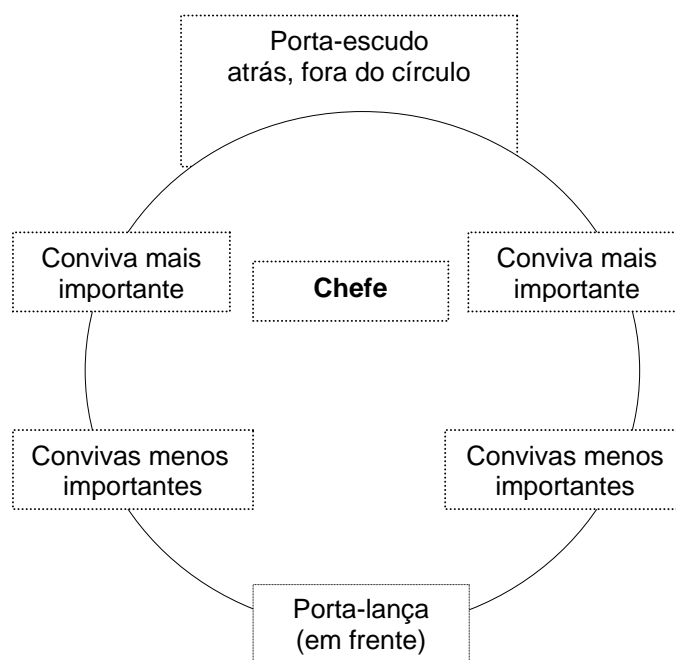 Porta-escudo
atrás, fora do círculo
Conviva mais
importante
Chefe
Conviva mais
importante
Convivas menos
importantes
Convivas menos
importantes
Porta-lança
(em frente)